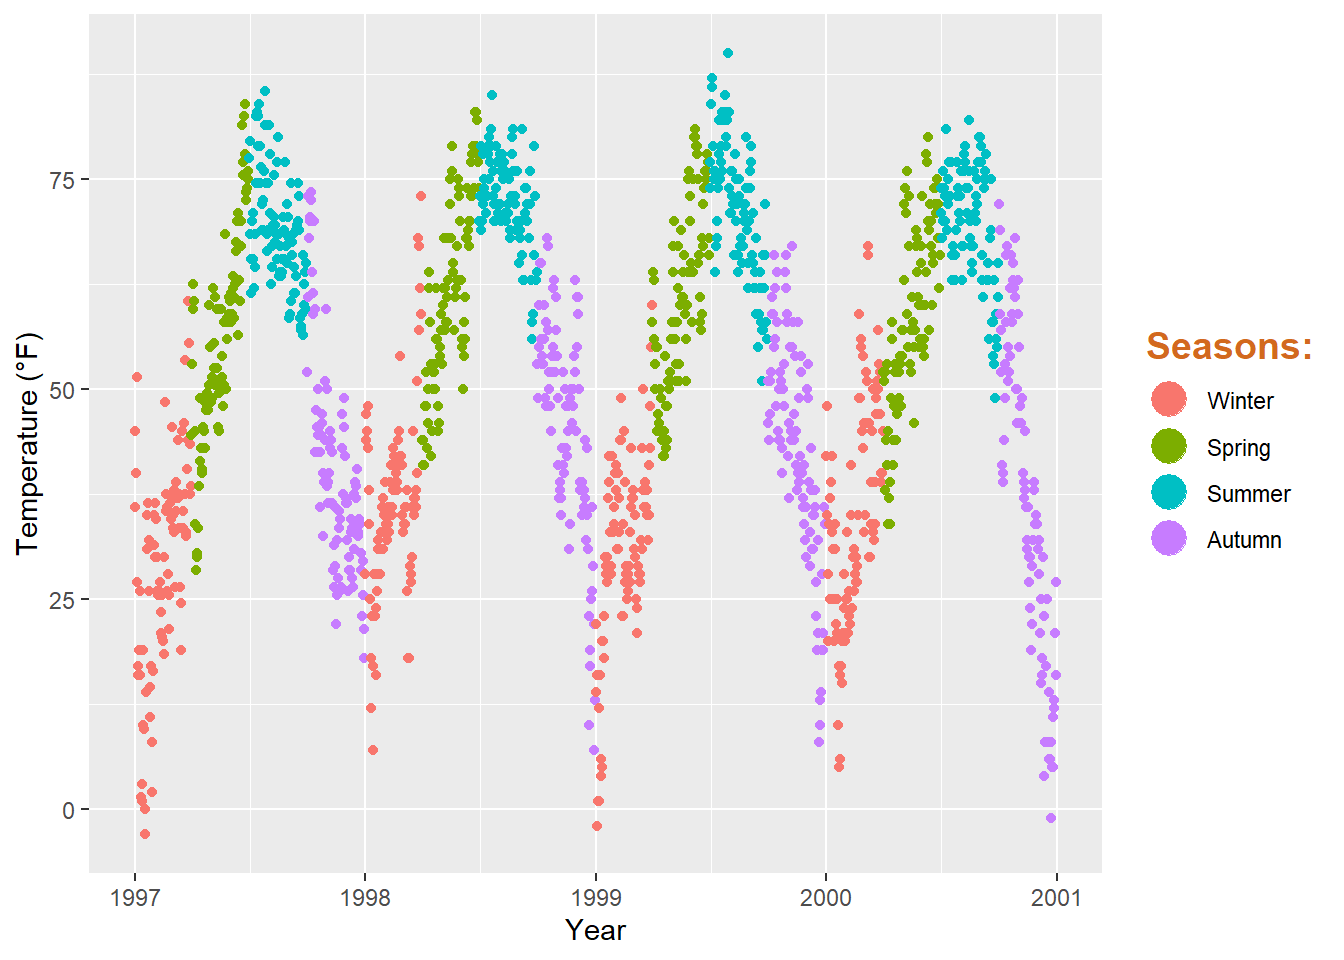 Temperature (°F)
75
50
25
0
1997 1998 1999 2000 2001
Year
Seasons:
Winter
Spring
Summer
Autumn